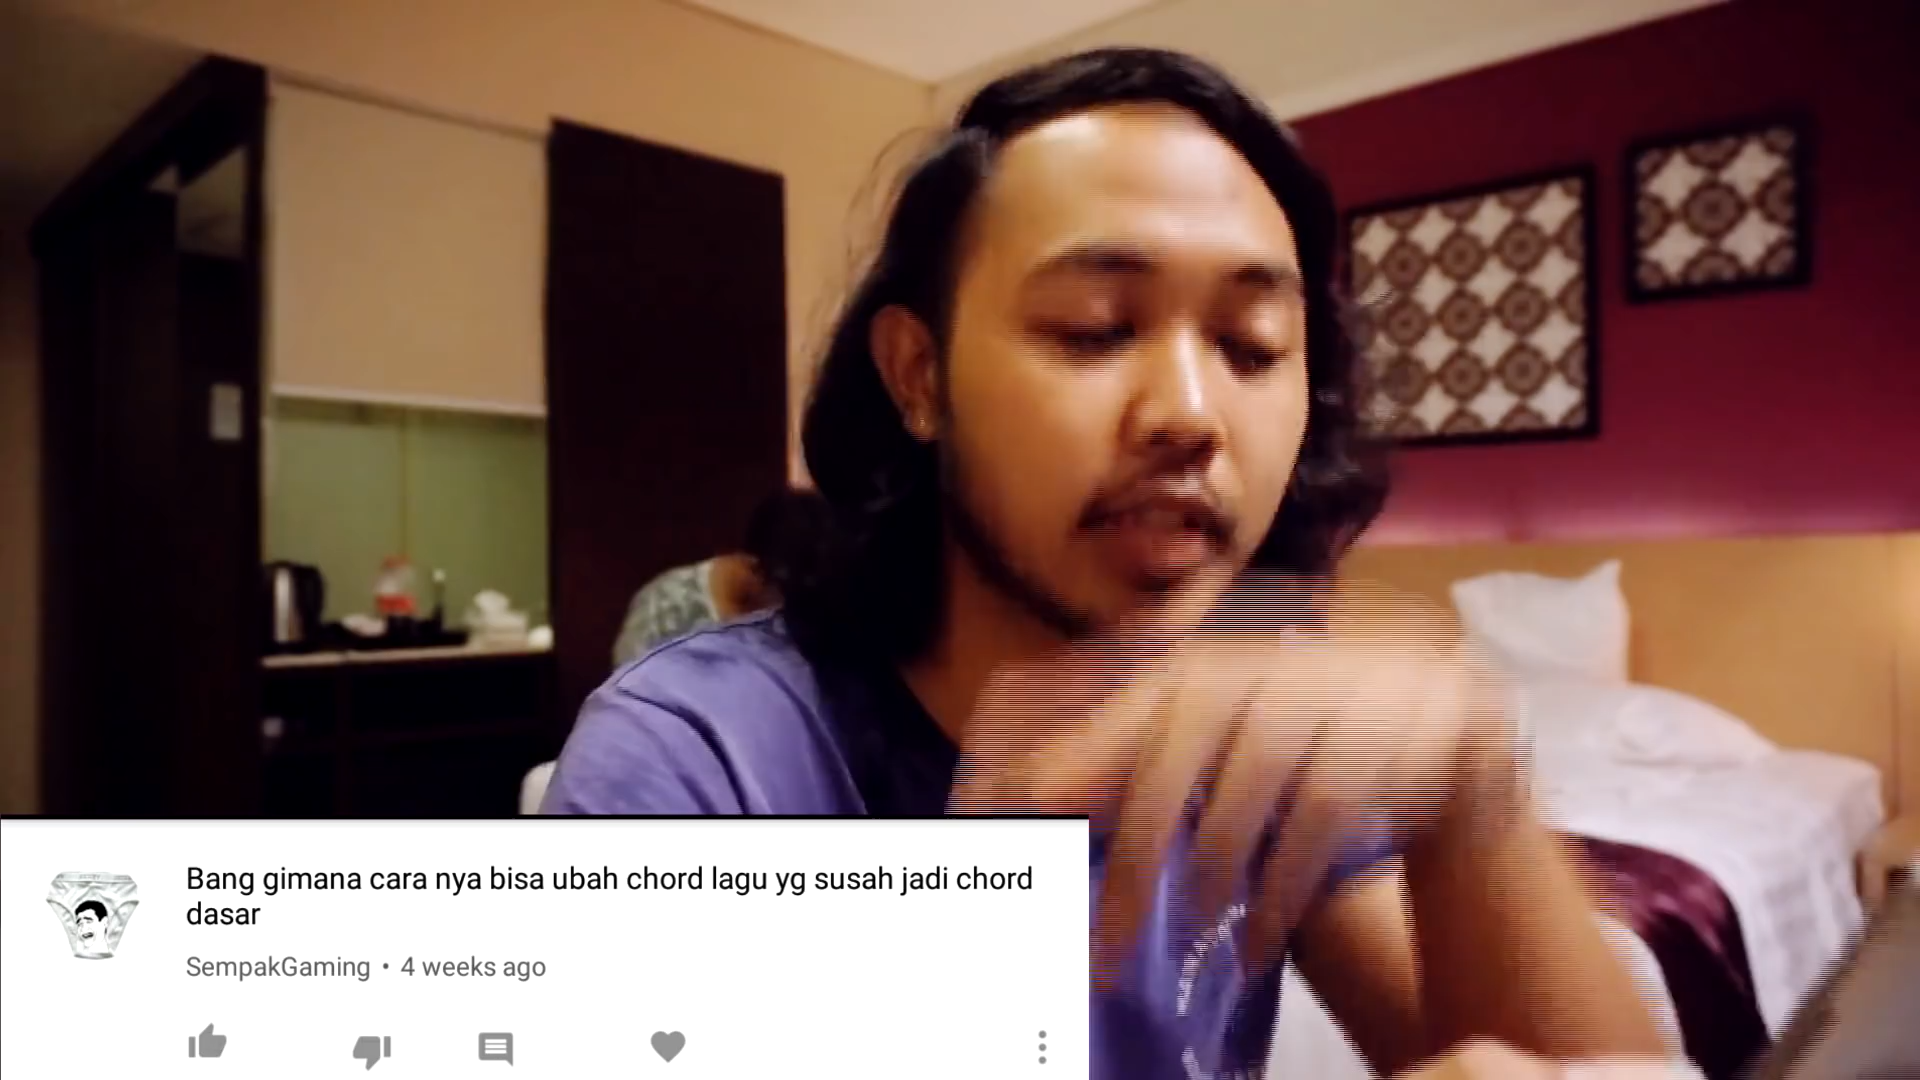 Bang gimana cara nya bisa ubah chord lagu yg susah jadi chord
dasar
SempakGaming • 4 weeks ago